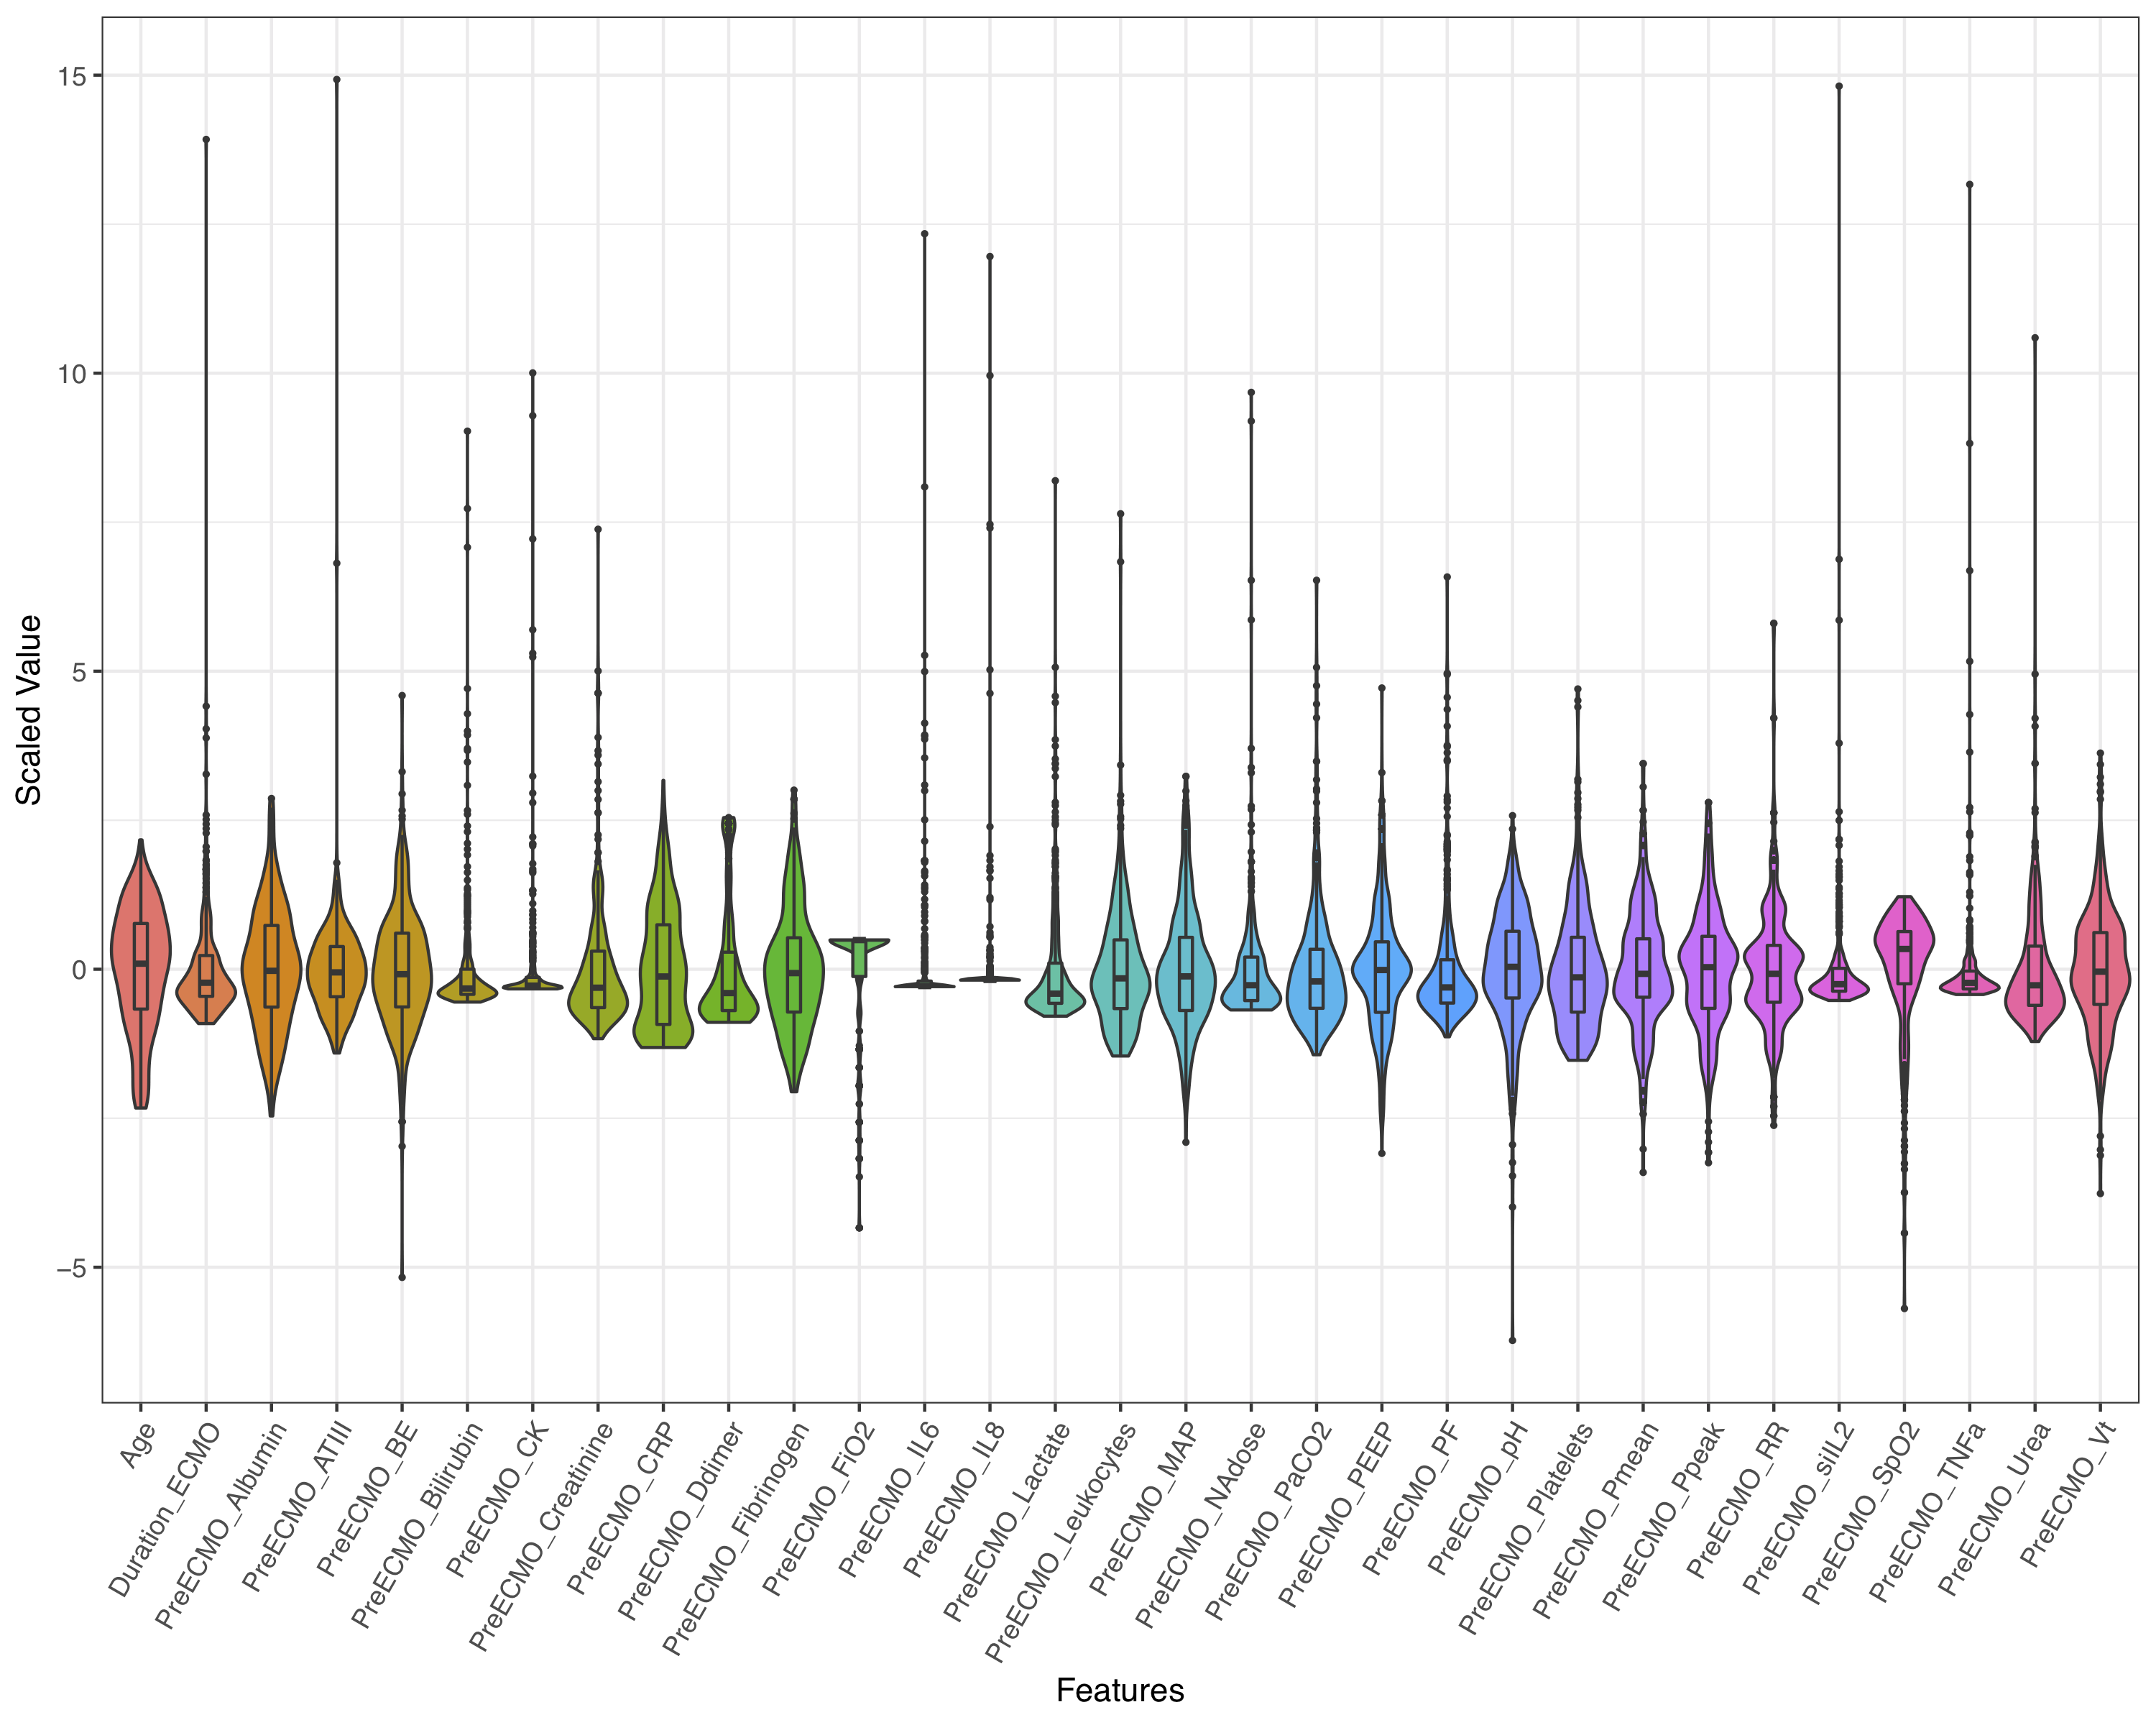 Scaled Value
15
10
5
0
−5
Age
Duration_ECMO
PreECMO_Albumin
PreECMO_ATIII
PreECMO_BE
PreECMO_Bilirubin
PreECMO_CK
PreECMO_Creatinine
PreECMO_CRP
PreECMO_Ddimer
PreECMO_Fibrinogen
PreECMO_FiO2
PreECMO_IL6
PreECMO_IL8
PreECMO_Lactate
PreECMO_Leukocytes
PreECMO_MAP
PreECMO_NAdose
PreECMO_PaCO2
PreECMO_PEEP
PreECMO_PF
PreECMO_pH
PreECMO_Platelets
PreECMO_Pmean
PreECMO_Ppeak
PreECMO_RR
PreECMO_siIL2
PreECMO_SpO2
PreECMO_TNFa
PreECMO_Urea
PreECMO_Vt
Features